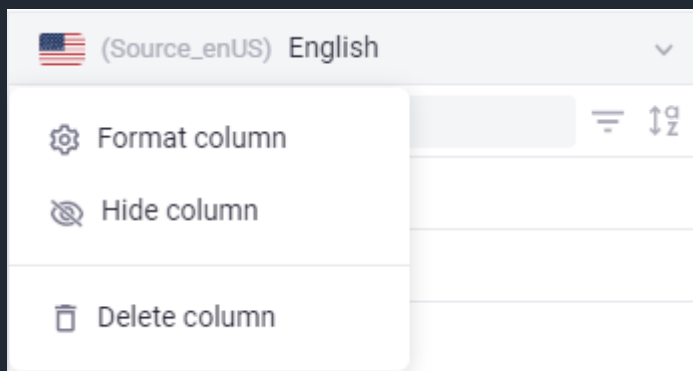 (Source_enUS) English
Format column
Hide column
Delete column